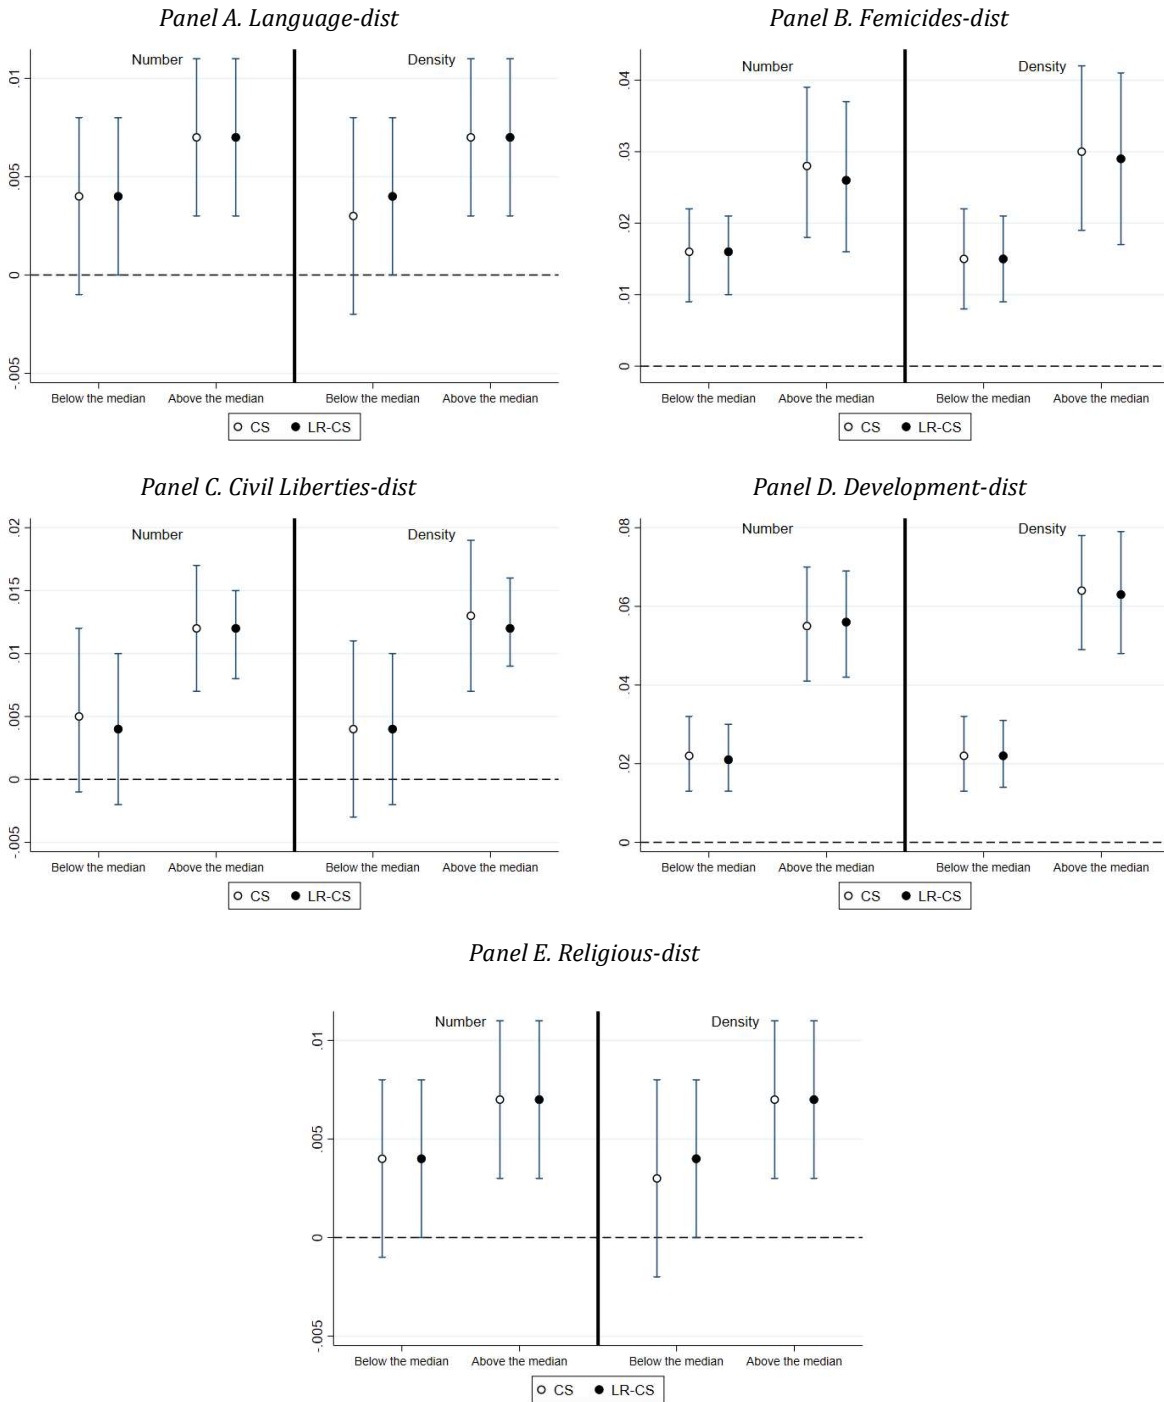 Panel A. Language-dist
Number
Density
.01
.005
0
-.005
Below the median
Above the median
Below the median
Above the median
CS
LR-CS
Panel B. Femicides-dist
Number
Density
.04
.03
.02
.01
0
Below the median
Above the median
Below the median
Above the median
CS
LR-CS
Panel C. Civil Liberties-dist
Number
Density
.02
.015
.01
.005
0
-.005
Below the median
Above the median
Below the median
Above the median
CS
LR-CS
Panel D. Development-dist
Number
Density
.08
.06
.04
.02
0
Below the median
Above the median
Below the median
Above the median
CS
LR-CS
Panel E. Religious-dist
Number
Density
.01
.005
0
-.005
Below the median
Above the median
Below the median
Above the median
CS
LR-CS